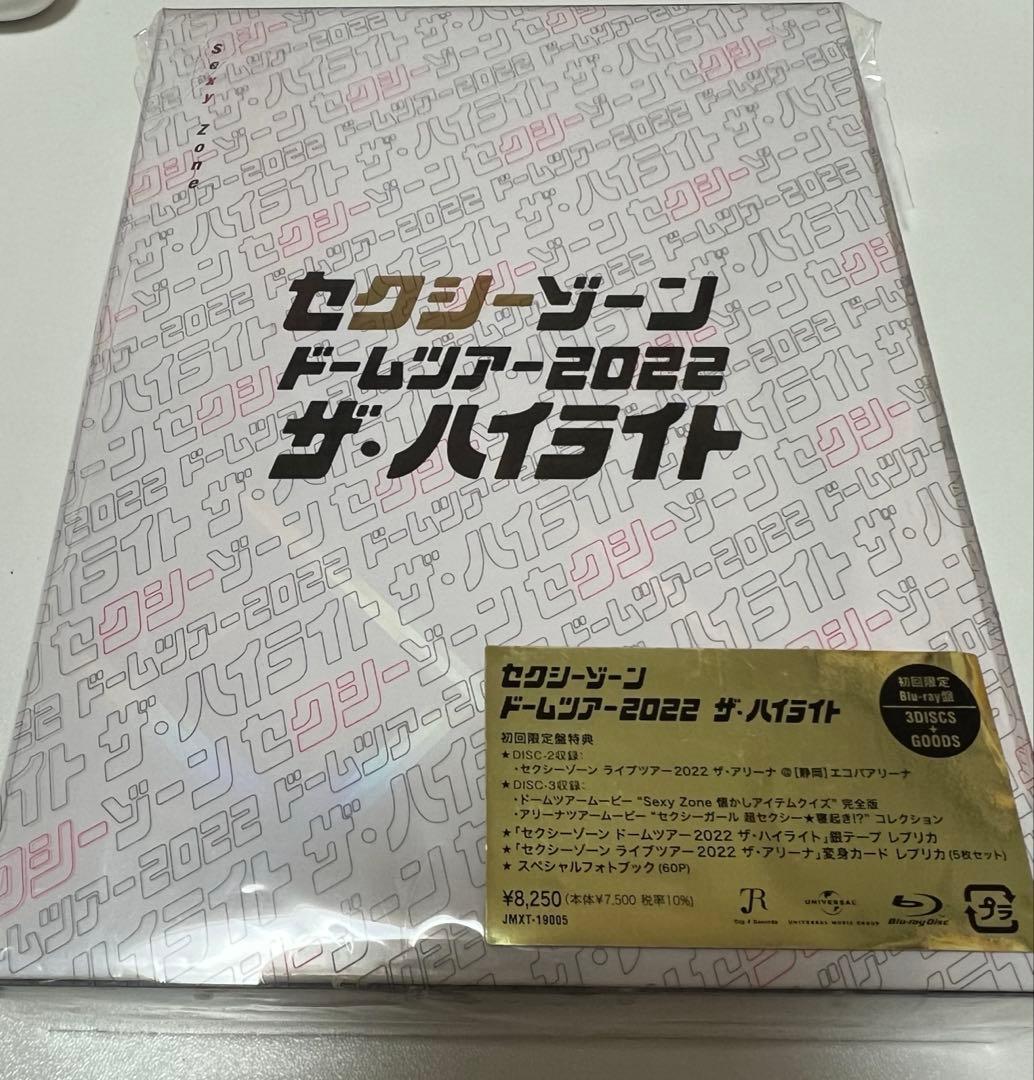 Sexy Zone
セクシーゾーン
ドームツアー2022
ザ・ハイライト
セクシーゾーン
ドームツアー2022 ザ・ハイライト
初回限定
Blu-ray盤
3DISCS
+
GOODS
初回限定盤特典
★DISC-2収録:
・セクシーゾーン ライブツアー2022 ザ・アリーナ @[静岡]エコパアリーナ
★DISC-3収録:
・ドームツアームービー “Sexy Zone 懐かしアイテムクイズ” 完全版
・アリーナツアームービー “セクシーガール 超セクシー★寝起き!?” コレクション
★「セクシーゾーン ドームツアー2022 ザ・ハイライト」銀テープ レプリカ
★「セクシーゾーン ライブツアー2022 ザ・アリーナ」変身カード レプリカ(5枚セット)
★ スペシャルフォトブック(60P)
¥8,250(本体¥7,500 税率10%)
JMXT-19005
JR
Top J Records
UNIVERSAL
UNIVERSAL MUSIC GROUP
Blu-ray Disc
プラ